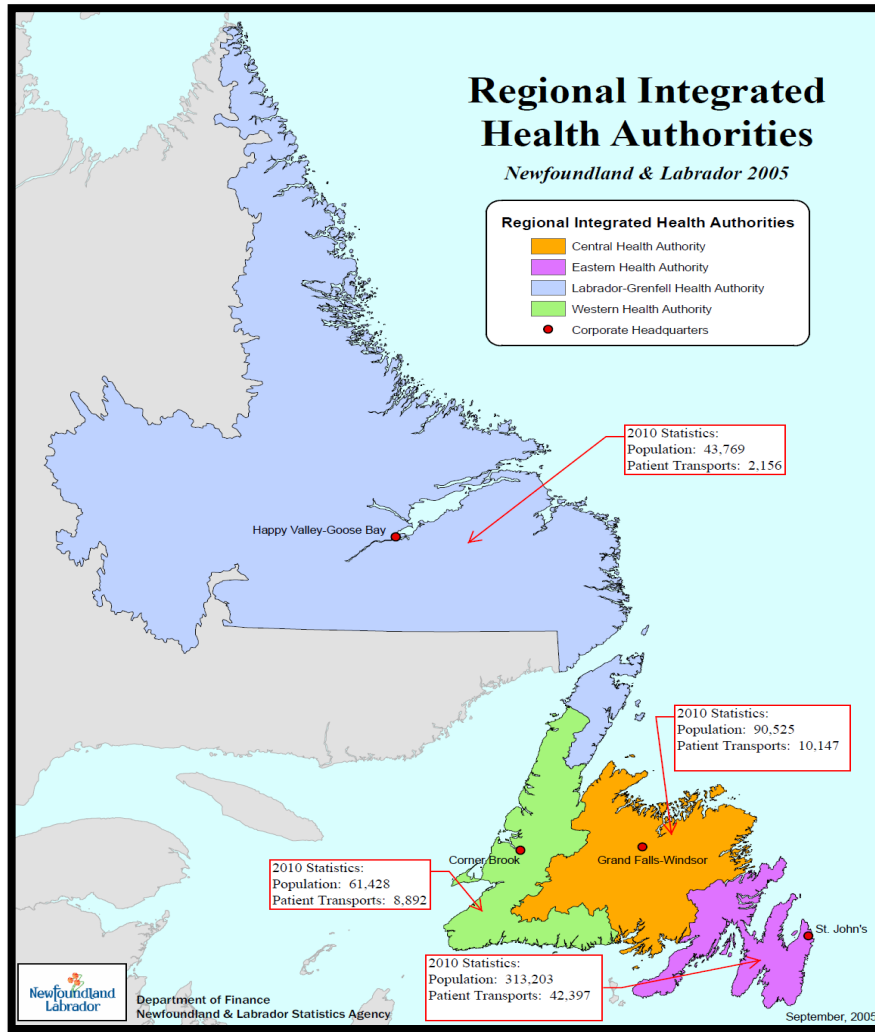 Regional Integrated
Health Authorities
Newfoundland & Labrador 2005
Regional Integrated Health Authorities
Central Health Authority
Eastern Health Authority
Labrador-Grenfell Health Authority
Western Health Authority
Corporate Headquarters
2010 Statistics:
Population: 43,769
Patient Transports: 2,156
Happy Valley-Goose Bay
2010 Statistics:
Population: 90,525
Patient Transports: 10,147
Corner Brook
Grand Falls-Windsor
2010 Statistics:
Population: 61,428
Patient Transports: 8,892
St. John's
2010 Statistics:
Population: 313,203
Patient Transports: 42,397
Newfoundland
Labrador
Department of Finance
Newfoundland & Labrador Statistics Agency
September, 2005